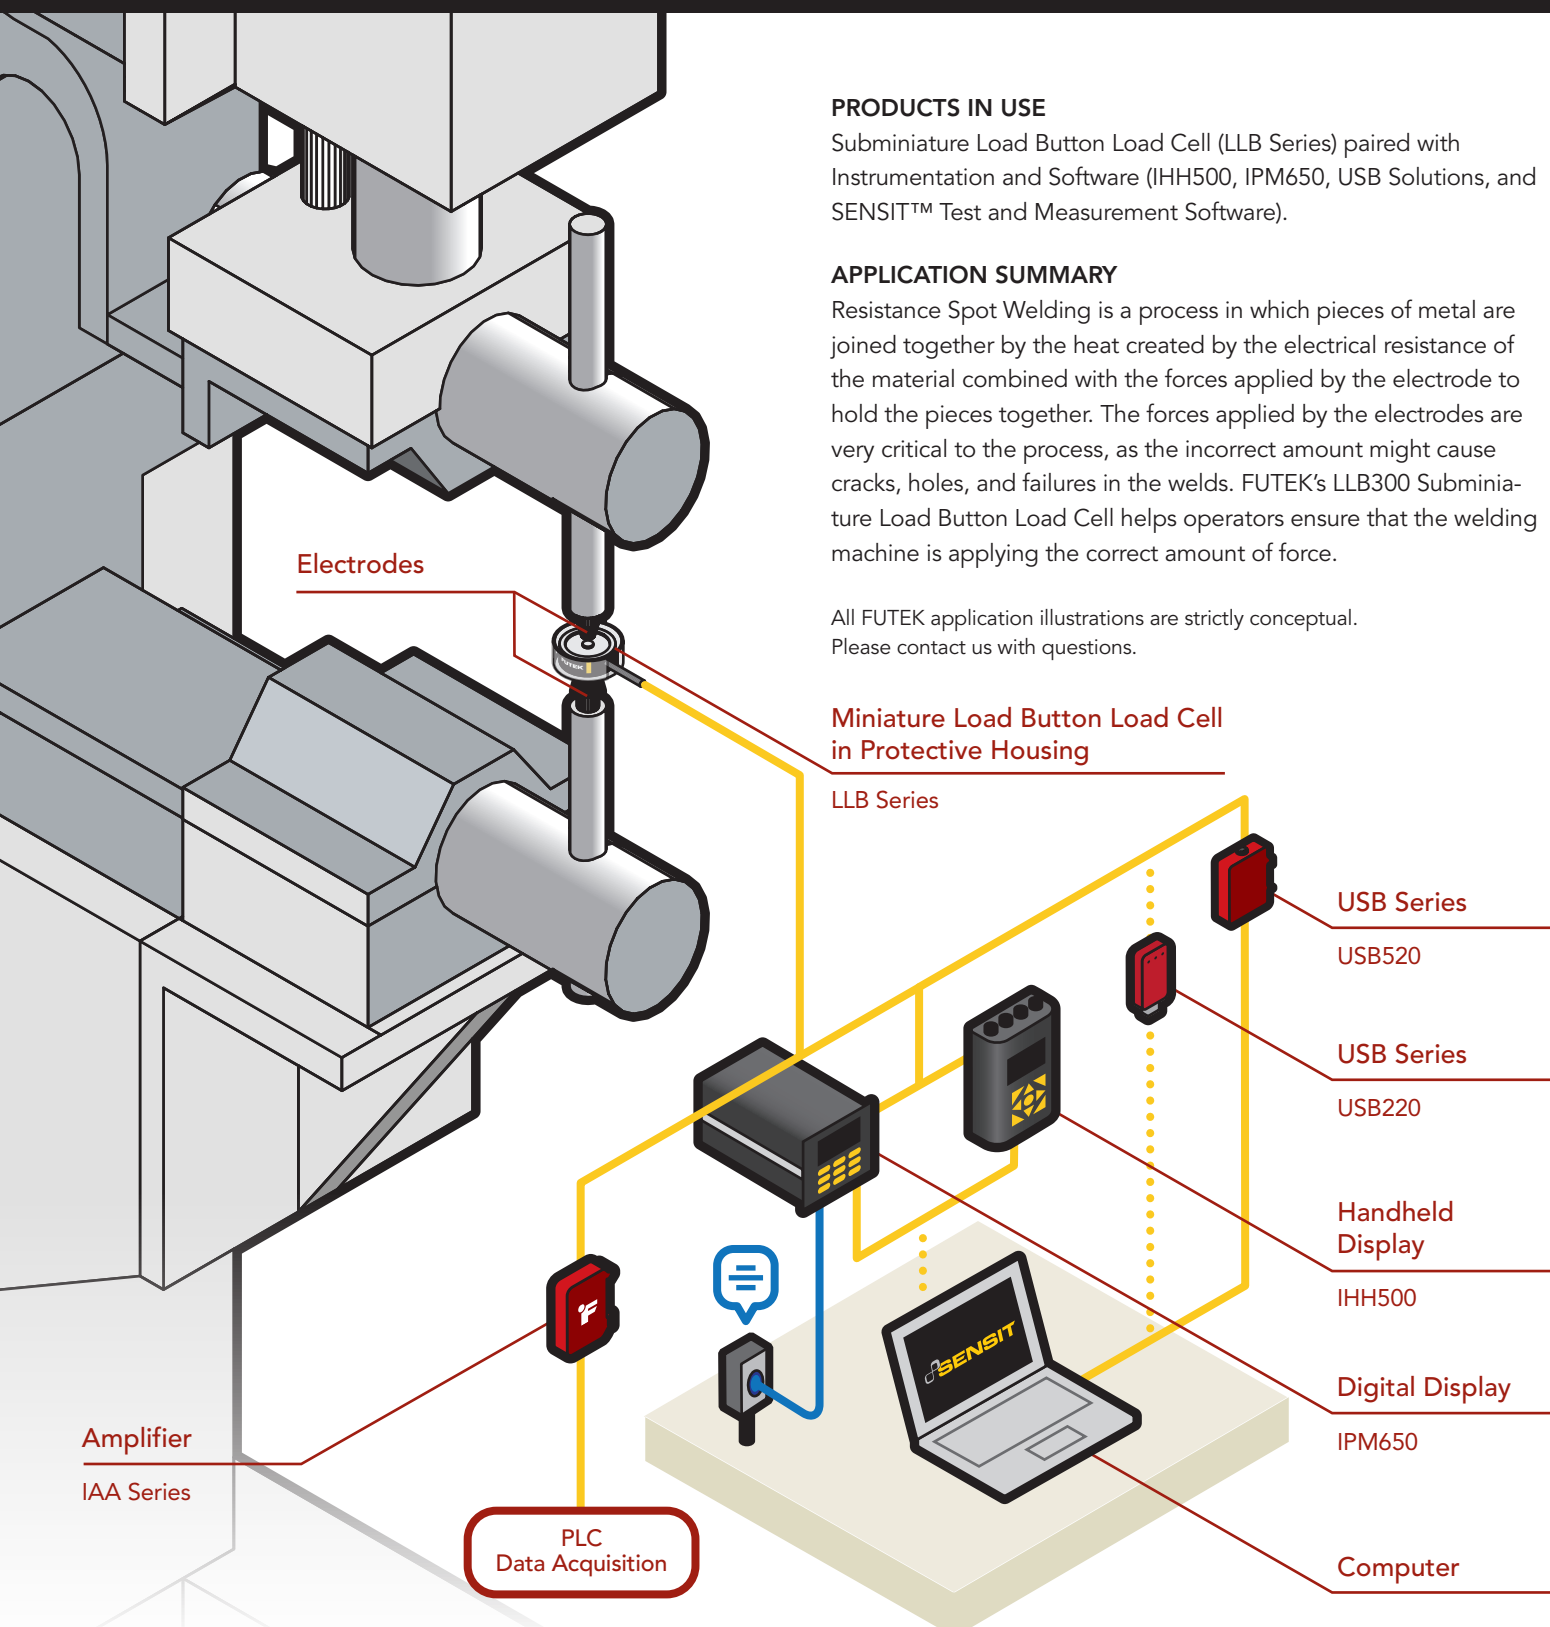 PRODUCTS IN USE
Subminiature Load Button Load Cell (LLB Series) paired with
Instrumentation and Software (IHH500, IPM650, USB Solutions, and
SENSIT™ Test and Measurement Software).
APPLICATION SUMMARY
Resistance Spot Welding is a process in which pieces of metal are
joined together by the heat created by the electrical resistance of
the material combined with the forces applied by the electrode to
hold the pieces together. The forces applied by the electrodes are
very critical to the process, as the incorrect amount might cause
cracks, holes, and failures in the welds. FUTEK’s LLB300 Subminia-
ture Load Button Load Cell helps operators ensure that the welding
machine is applying the correct amount of force.
All FUTEK application illustrations are strictly conceptual.
Please contact us with questions.
Electrodes
FUTEK
Miniature Load Button Load Cell
in Protective Housing
LLB Series
USB Series
USB520
USB Series
USB220
Handheld
Display
IHH500
Digital Display
IPM650
SENSIT
Computer
Amplifier
IAA Series
PLC
Data Acquisition